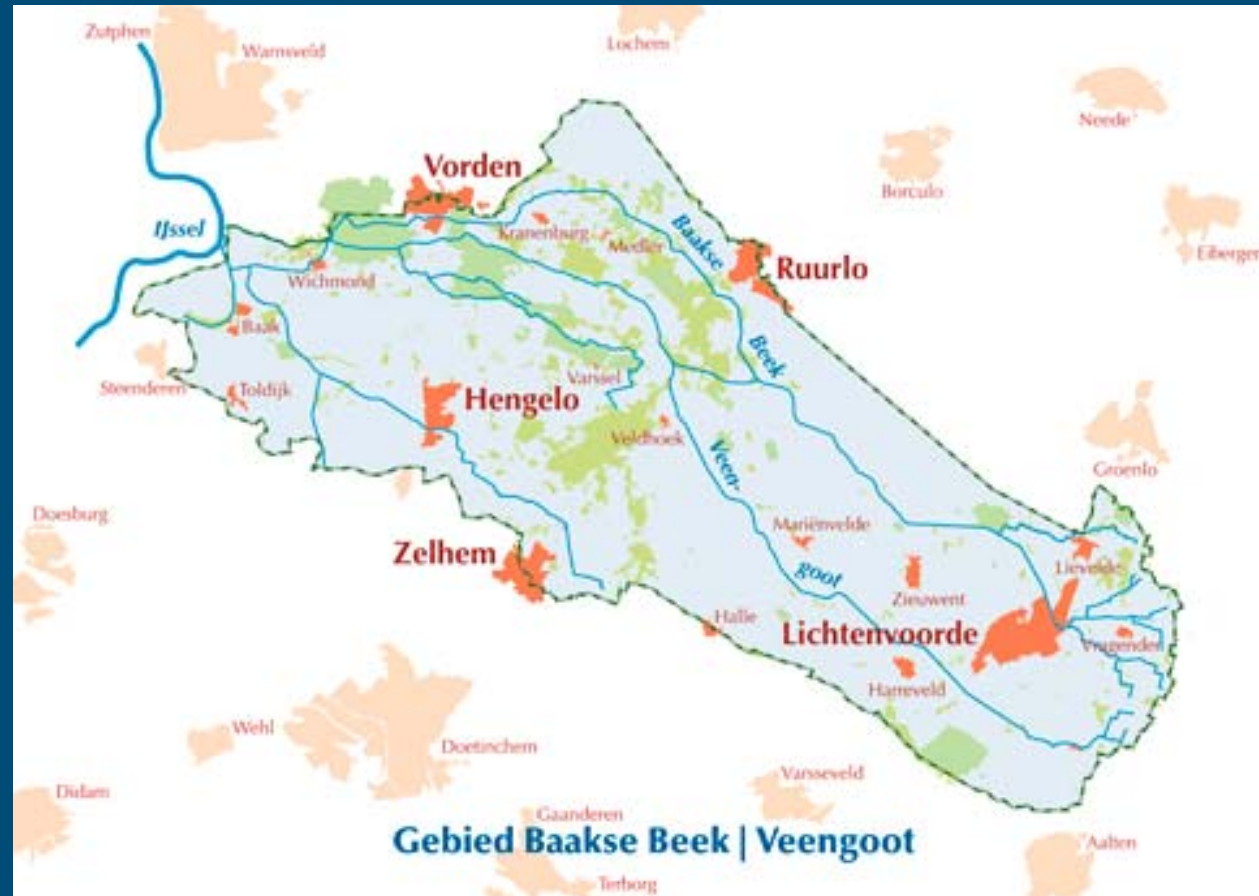 Zutphen
Warnsveld
Lochem
Neede
Borculo
Eibergen
Vorden
IJssel
Kranenburg
Medler
Baakse
Ruurlo
Wichmond
Baak
Beek
Steenderen
Toldijk
Hengelo
Varssel
Veldhoek
Veen-
Groenlo
Doesburg
Mariënvelde
Zelhem
goot
Zieuwent
Lievelde
Halle
Lichtenvoorde
Vragenden
Harreveld
Wehl
Doetinchem
Varsseveld
Didam
Gaanderen
Gebied Baakse Beek | Veengoot
Aalten
Terborg